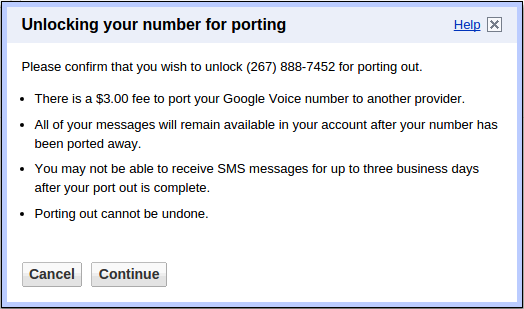 Unlocking your number for porting
Help
Please confirm that you wish to unlock (267) 888-7452 for porting out.
• There is a $3.00 fee to port your Google Voice number to another provider.
• All of your messages will remain available in your account after your number has
been ported away.
• You may not be able to receive SMS messages for up to three business days
after your port out is complete.
• Porting out cannot be undone.
Cancel Continue